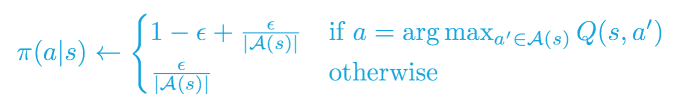 π(a|s) ← { 1 − ϵ + ϵ/|𝒜(s)| if a = arg max_{a′∈𝒜(s)} Q(s, a′)
ϵ/|𝒜(s)| otherwise